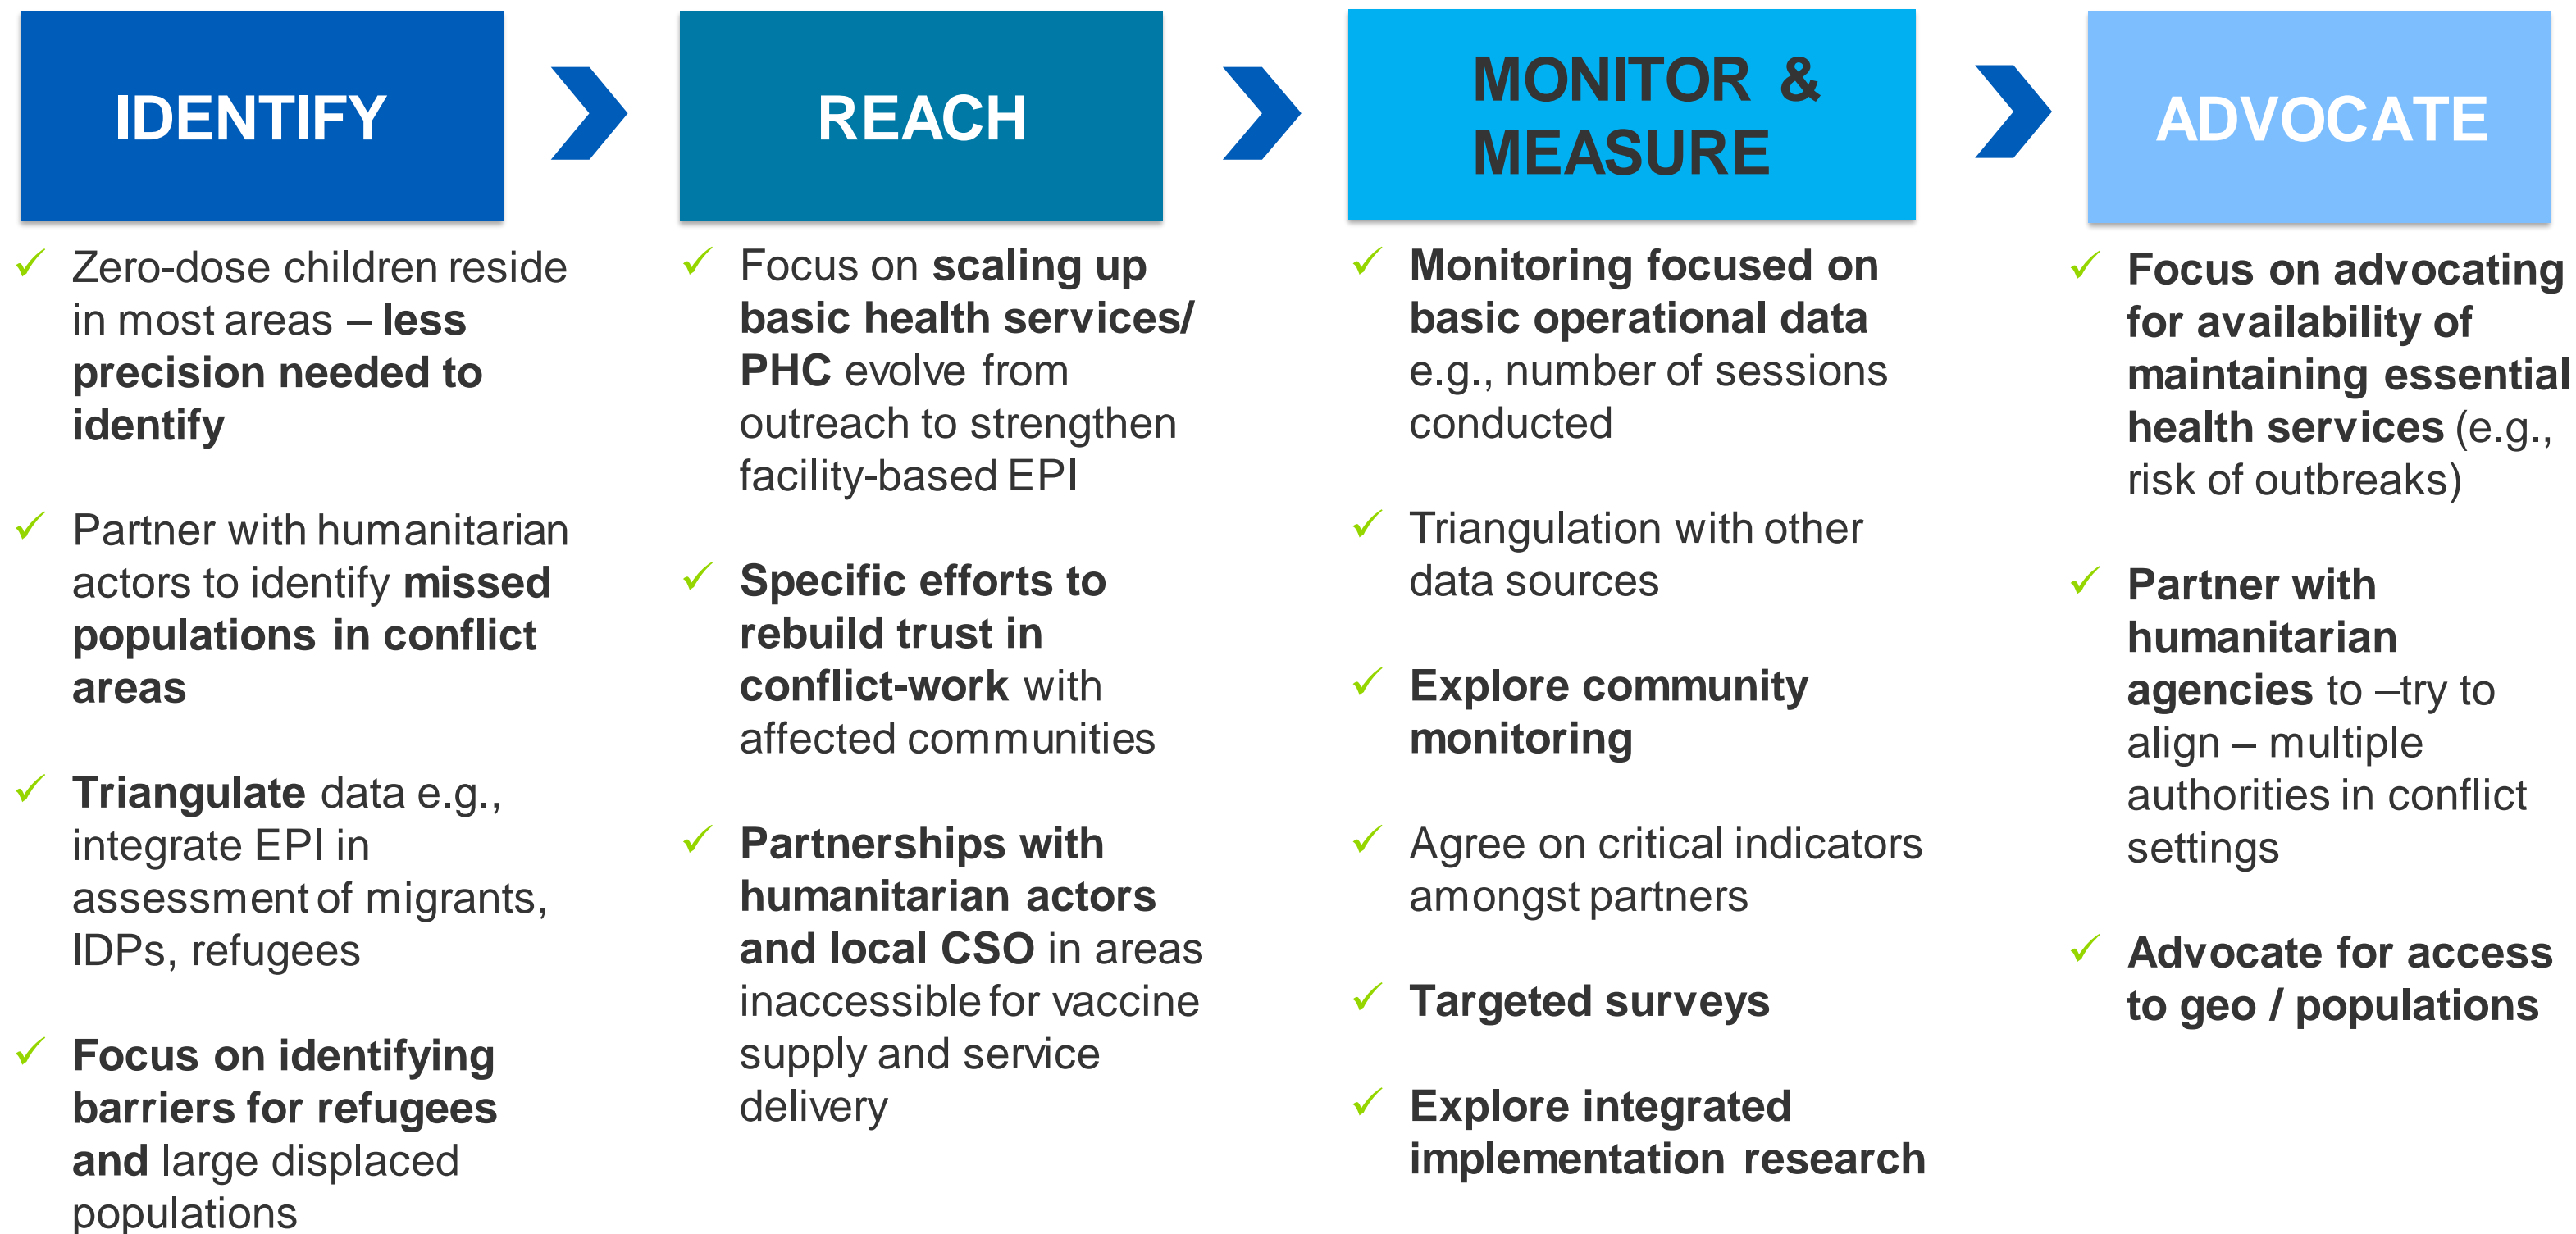 IDENTIFY
Zero-dose children reside
in most areas – less
precision needed to
identify
Partner with humanitarian
actors to identify missed
populations in conflict
areas
Triangulate data e.g.,
integrate EPI in
assessment of migrants,
IDPs, refugees
Focus on identifying
barriers for refugees
and large displaced
populations
REACH
Focus on scaling up
basic health services/
PHC evolve from
outreach to strengthen
facility-based EPI
Specific efforts to
rebuild trust in
conflict-work with
affected communities
Partnerships with
humanitarian actors
and local CSO in areas
inaccessible for vaccine
supply and service
delivery
MONITOR &
MEASURE
Monitoring focused on
basic operational data
e.g., number of sessions
conducted
Triangulation with other
data sources
Explore community
monitoring
Agree on critical indicators
amongst partners
Targeted surveys
Explore integrated
implementation research
ADVOCATE
Focus on advocating
for availability of
maintaining essential
health services (e.g.,
risk of outbreaks)
Partner with
humanitarian
agencies to –try to
align – multiple
authorities in conflict
settings
Advocate for access
to geo / populations